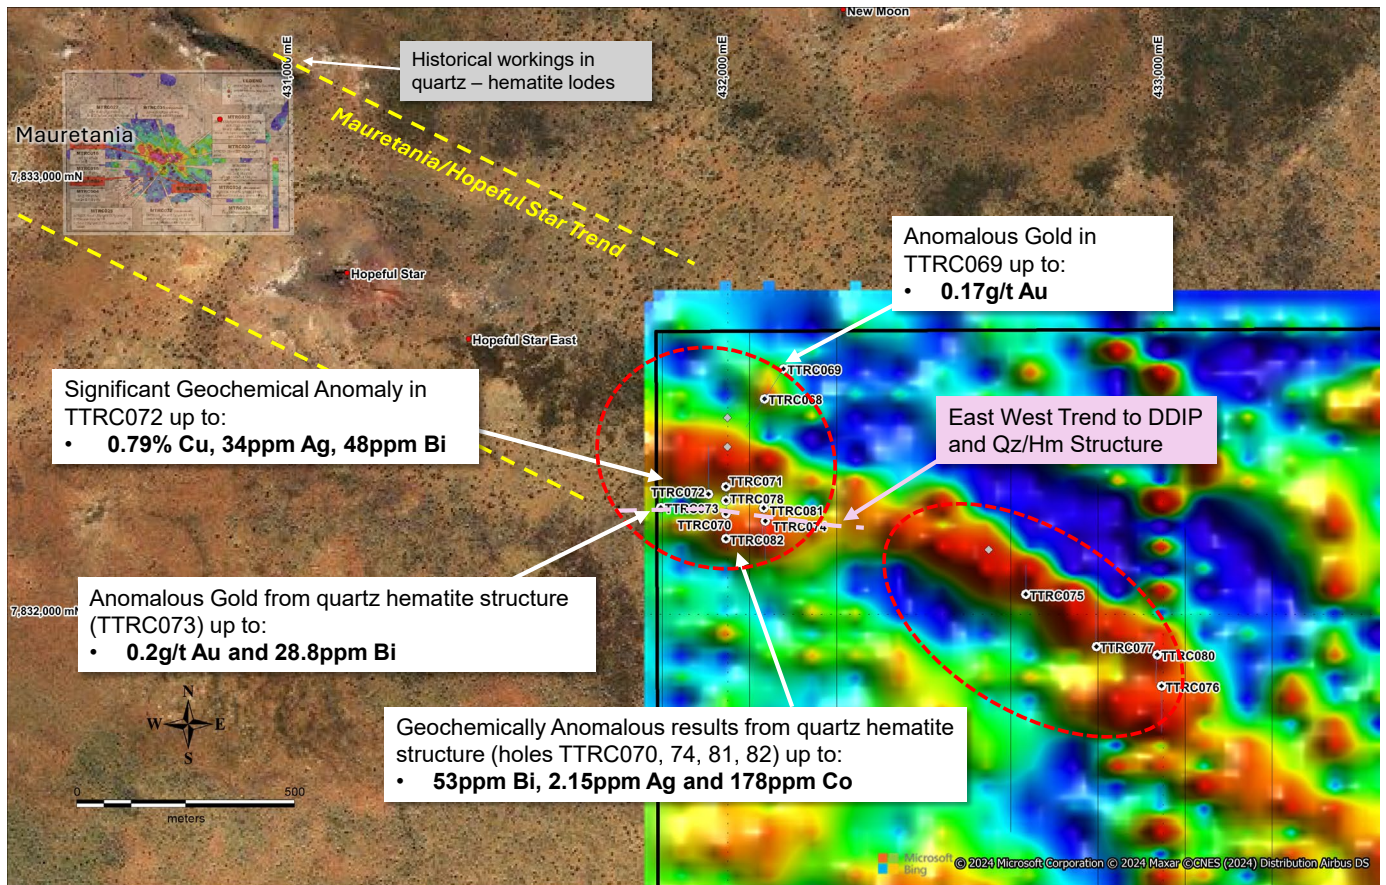 New Moon
431,000 mE
432,000 mE
433,000 mE
Historical workings in
quartz – hematite lodes
Mauretania
Mauretania/Hopeful Star Trend
7,833,000 mN
Hopeful Star
Hopeful Star East
Anomalous Gold in
TTRC069 up to:
• 0.17g/t Au
TTRC069
TTRC068
Significant Geochemical Anomaly in
TTRC072 up to:
• 0.79% Cu, 34ppm Ag, 48ppm Bi
East West Trend to DDIP
and Qz/Hm Structure
TTRC071
TTRC072
TTRC078
TTRC073
TTRC081
TTRC070
TTRC074
TTRC082
Anomalous Gold from quartz hematite structure
(TTRC073) up to:
• 0.2g/t Au and 28.8ppm Bi
7,832,000 mN
TTRC075
TTRC077
TTRC080
TTRC076
N
W E
S
Geochemically Anomalous results from quartz hematite
structure (holes TTRC070, 74, 81, 82) up to:
• 53ppm Bi, 2.15ppm Ag and 178ppm Co
0 500
meters
Microsoft
Bing
© 2024 Microsoft Corporation © 2024 Maxar ©CNES (2024) Distribution Airbus DS